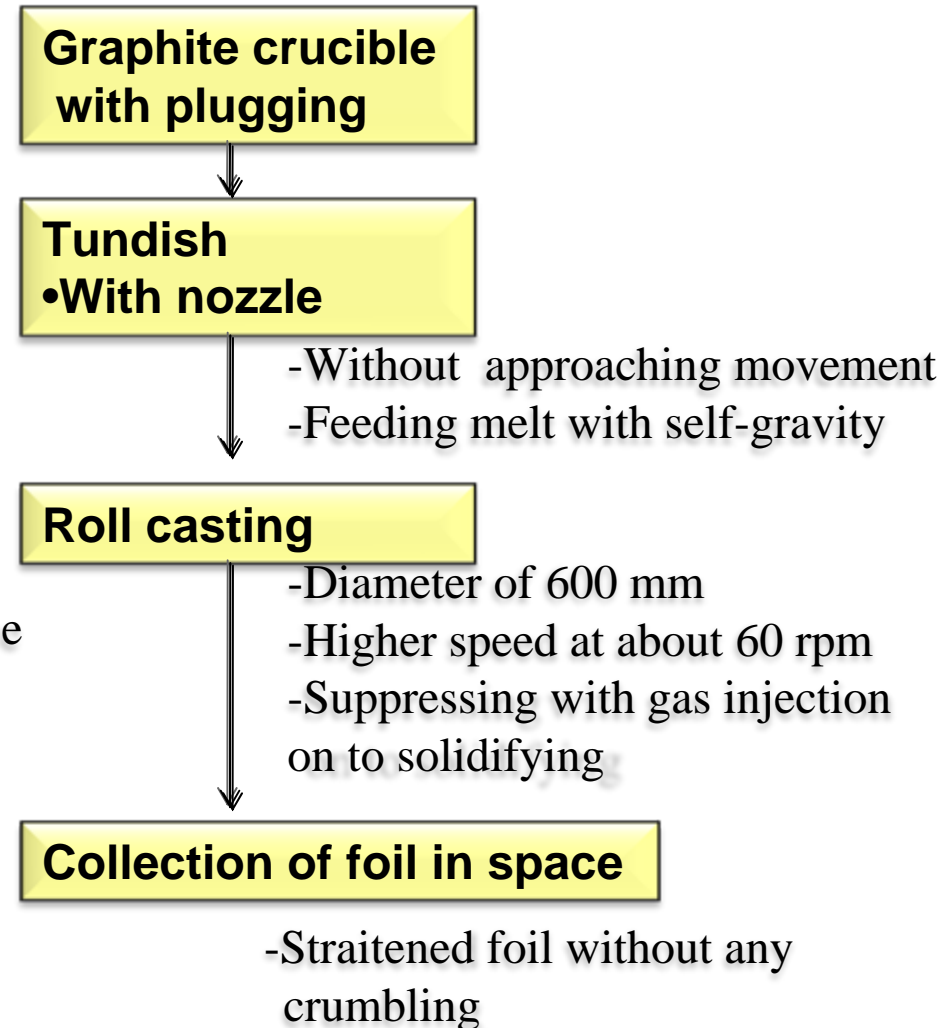 Graphite crucible
with plugging
Tundish
•With nozzle
-Without approaching movement
-Feeding melt with self-gravity
Roll casting
-Diameter of 600 mm
e
-Higher speed at about 60 rpm
-Suppressing with gas injection
on to solidifying
Collection of foil in space
-Straitened foil without any
crumbling